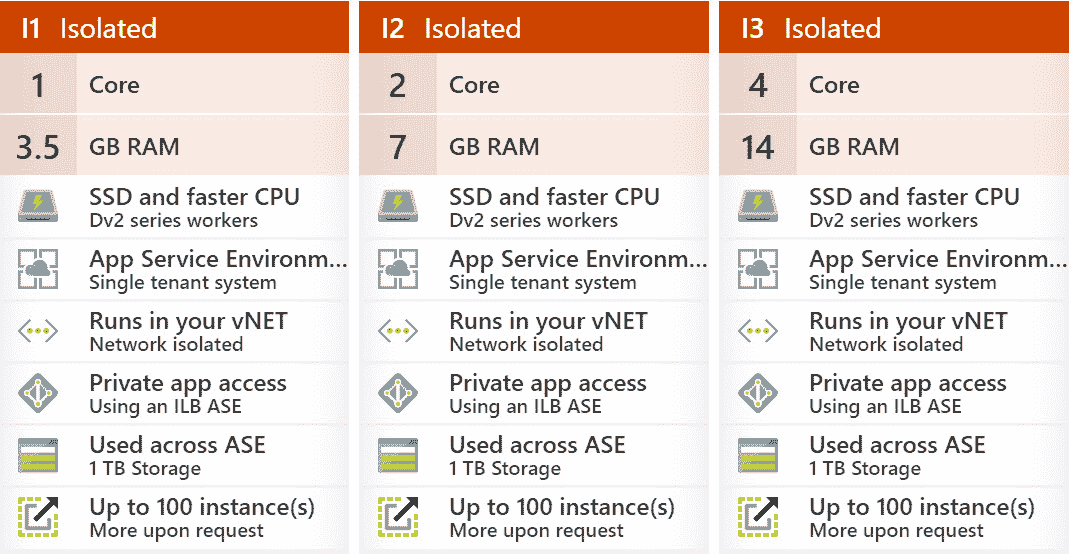 I1 Isolated
1 Core
3.5 GB RAM
SSD and faster CPU
Dv2 series workers
App Service Environm...
Single tenant system
Runs in your vNET
Network isolated
Private app access
Using an ILB ASE
Used across ASE
1 TB Storage
Up to 100 instance(s)
More upon request
I2 Isolated
2 Core
7 GB RAM
SSD and faster CPU
Dv2 series workers
App Service Environm...
Single tenant system
Runs in your vNET
Network isolated
Private app access
Using an ILB ASE
Used across ASE
1 TB Storage
Up to 100 instance(s)
More upon request
I3 Isolated
4 Core
14 GB RAM
SSD and faster CPU
Dv2 series workers
App Service Environm...
Single tenant system
Runs in your vNET
Network isolated
Private app access
Using an ILB ASE
Used across ASE
1 TB Storage
Up to 100 instance(s)
More upon request